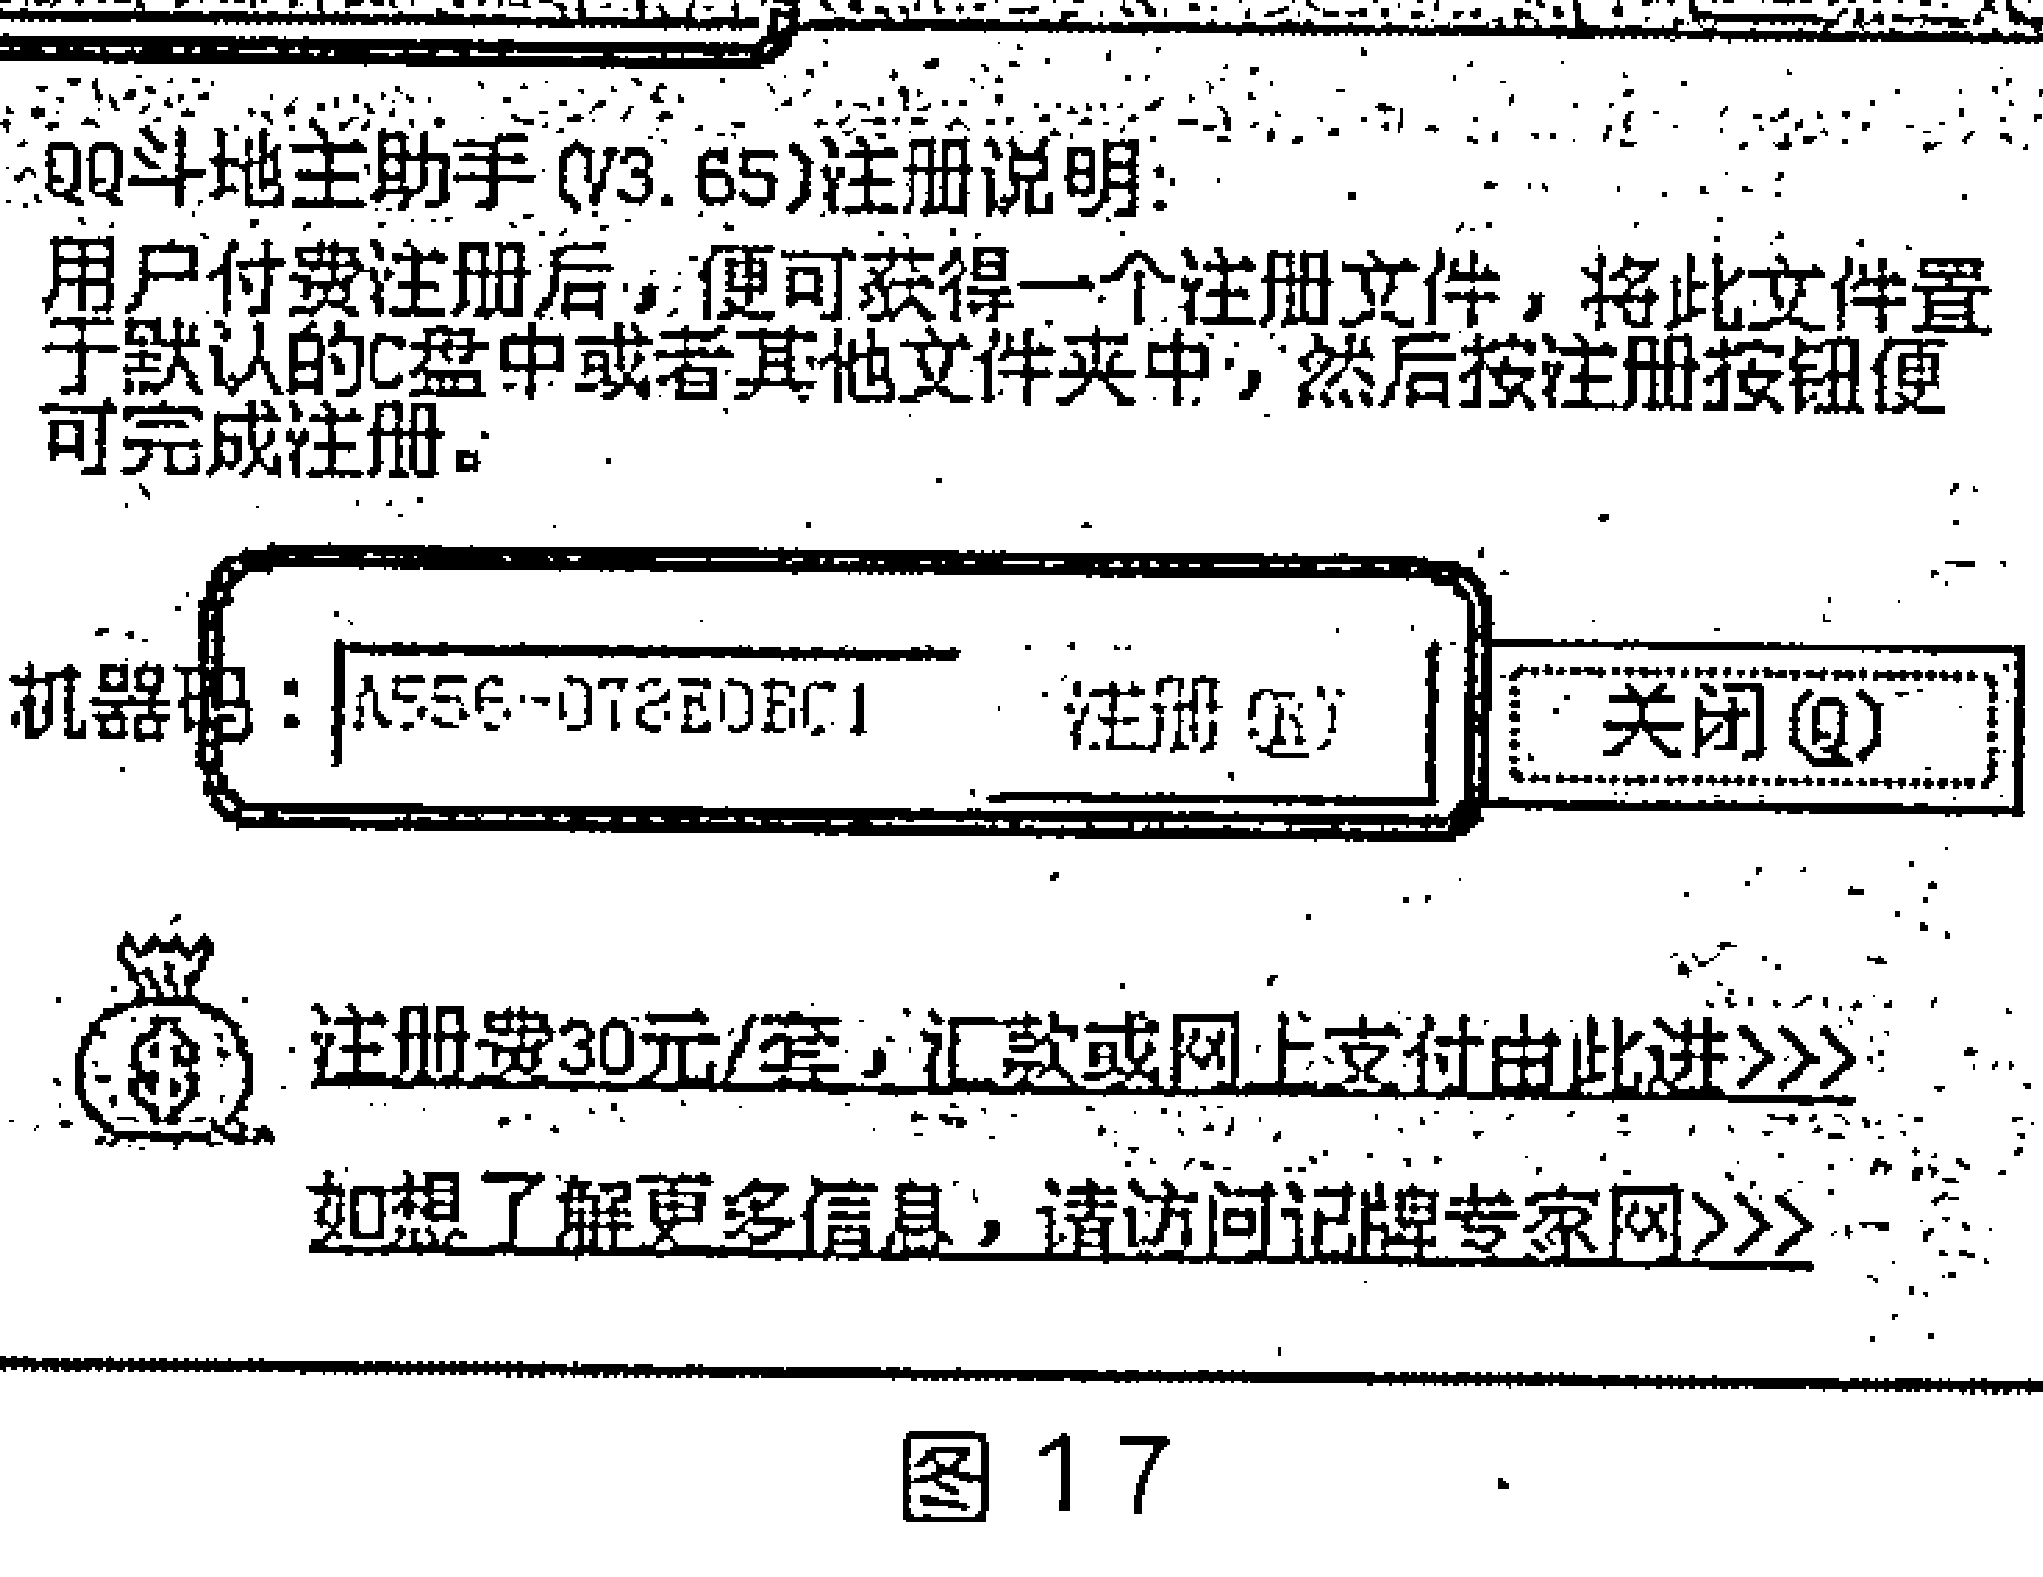 QQ斗地主助手(V3.65)注册说明:
用户付费注册后，便可获得一个注册文件，将此文件置
于默认的C盘中或者其他文件夹中，然后按注册按钮便
可完成注册。
机器码： 注册(R) 关闭(Q)
注册费30元/套，汇款或网上支付由此进>>>
如想了解更多信息，请访问记牌专家网>>>
图17